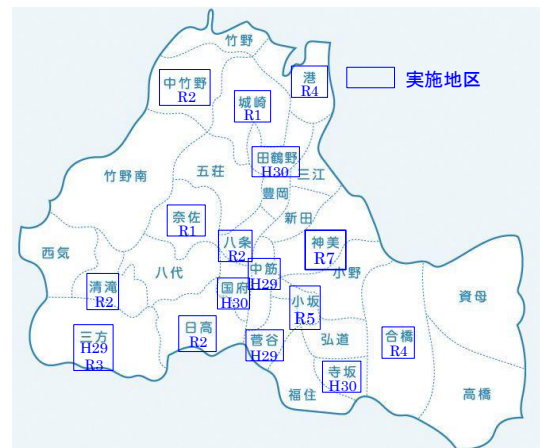 竹野
港
R4
実施地区
中竹野
R2
城崎
R1
五荘
田鶴野
H30
三江
竹野南
豊岡
奈佐
R1
新田
八条
R2
神美
R7
西気
八代
中筋
H29
小野
清滝
R2
国府
H30
小坂
R5
資母
三方
H29
R3
日高
R2
菅谷
H29
弘道
合橋
R4
寺坂
H30
福住
高橋